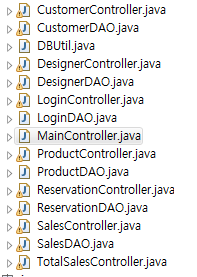 CustomerController.java
CustomerDAO.java
DBUtil.java
DesignerController.java
DesignerDAO.java
LoginController.java
LoginDAO.java
MainController.java
ProductController.java
ProductDAO.java
ReservationController.java
ReservationDAO.java
SalesController.java
SalesDAO.java
TotalSalesController.java